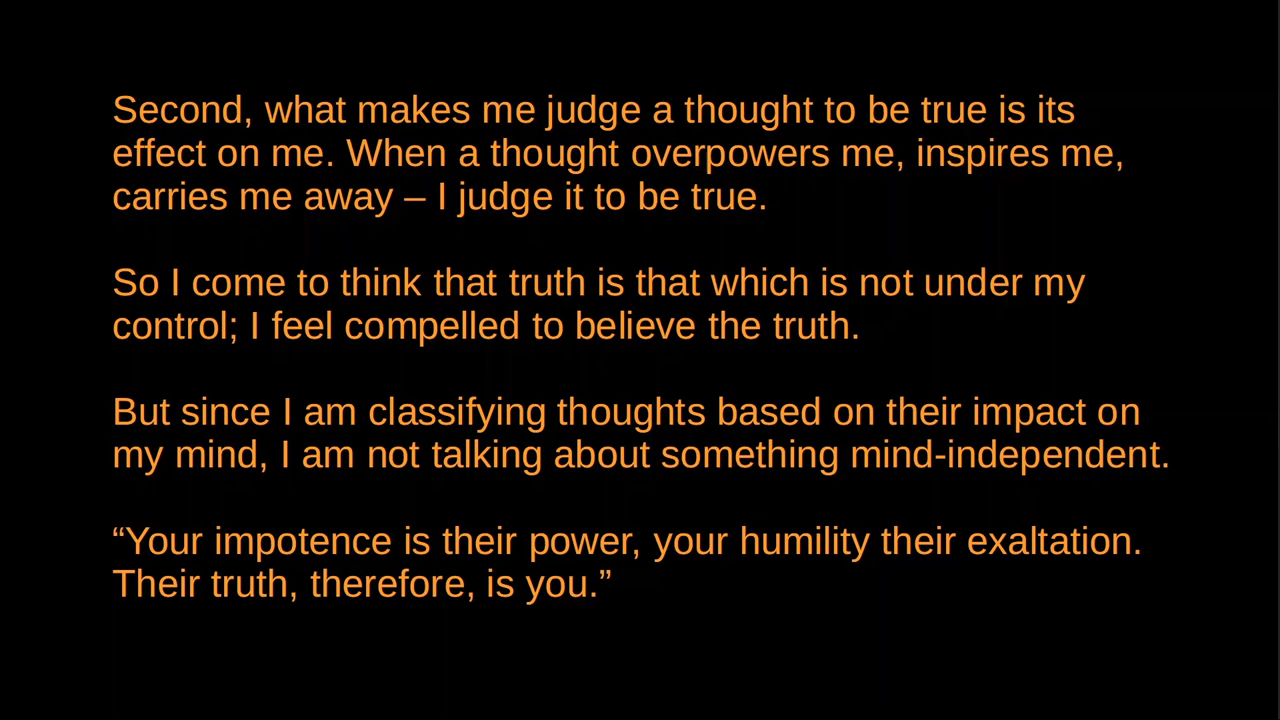 Second, what makes me judge a thought to be true is its
effect on me. When a thought overpowers me, inspires me,
carries me away – I judge it to be true.
So I come to think that truth is that which is not under my
control; I feel compelled to believe the truth.
But since I am classifying thoughts based on their impact on
my mind, I am not talking about something mind-independent.
“Your impotence is their power, your humility their exaltation.
Their truth, therefore, is you.”